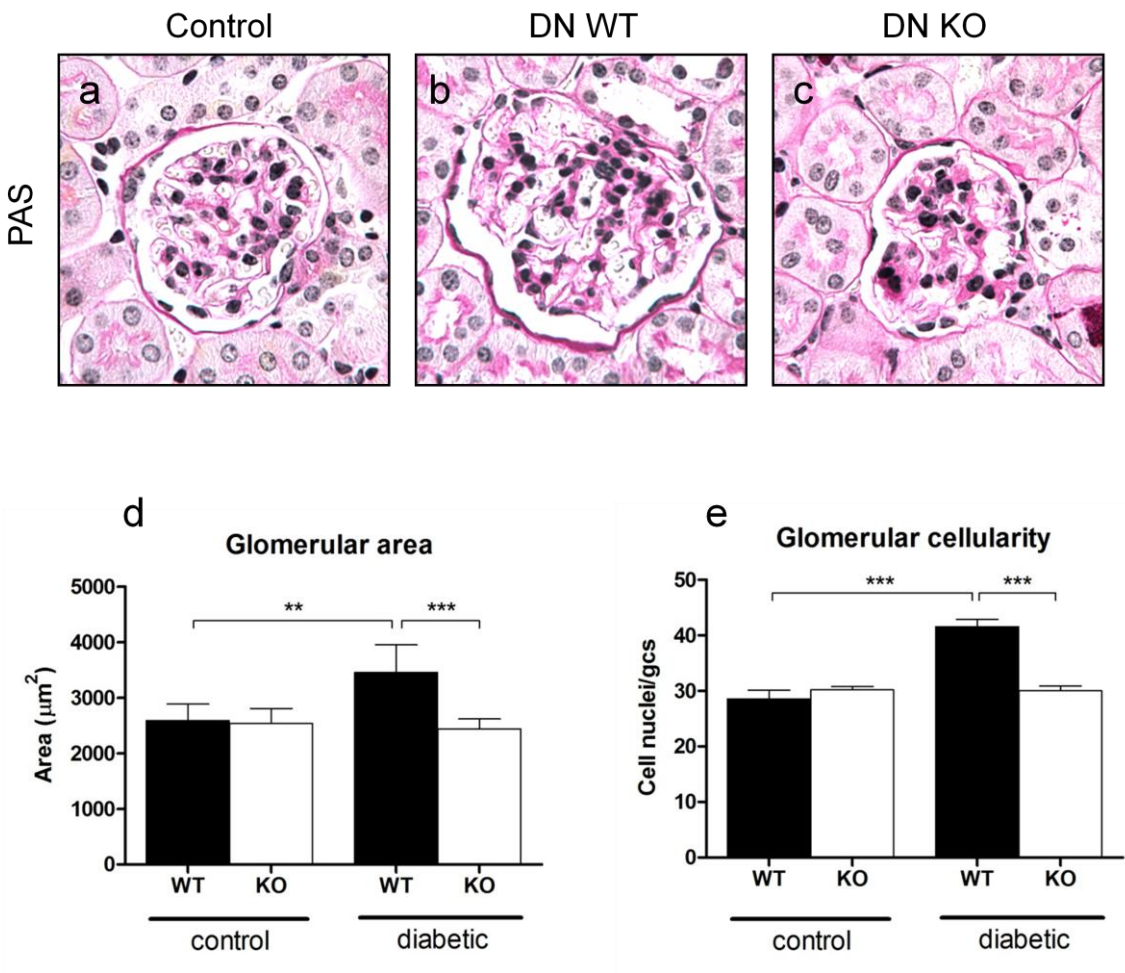 Control DN WT DN KO
PAS
a b c
d
Glomerular area
5000
4000
3000
2000
1000
0
Area (μm²)
** ***
WT KO WT KO
control diabetic
e
Glomerular cellularity
50
40
30
20
10
0
Cell nuclei/gcs
*** ***
WT KO WT KO
control diabetic